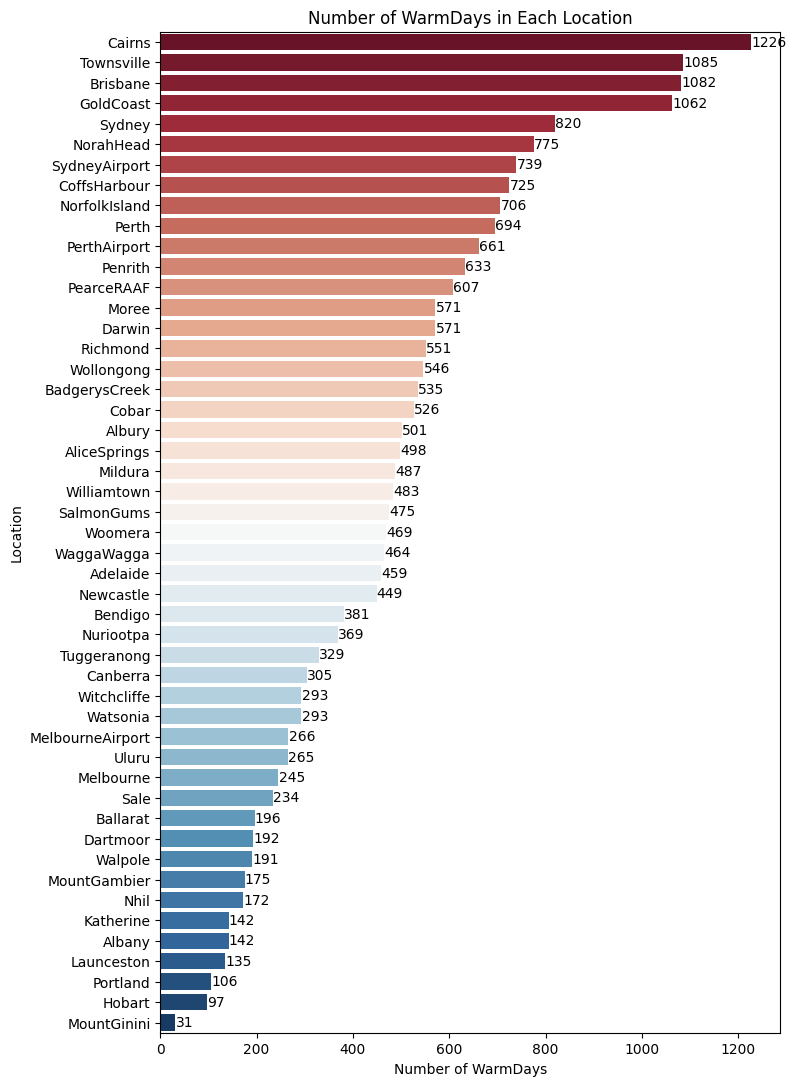 Number of WarmDays in Each Location
Cairns 1226
Townsville 1085
Brisbane 1082
GoldCoast 1062
Sydney 820
NorahHead 775
SydneyAirport 739
CoffsHarbour 725
NorfolkIsland 706
Perth 694
PerthAirport 661
Penrith 633
PearceRAAF 607
Moree 571
Darwin 571
Richmond 551
Wollongong 546
BadgerysCreek 535
Cobar 526
Albury 501
AliceSprings 498
Mildura 487
Williamtown 483
SalmonGums 475
Woomera 469
WaggaWagga 464
Adelaide 459
Newcastle 449
Bendigo 381
Nuriootpa 369
Tuggeranong 329
Canberra 305
Witchcliffe 293
Watsonia 293
MelbourneAirport 266
Uluru 265
Melbourne 245
Sale 234
Ballarat 196
Dartmoor 192
Walpole 191
MountGambier 175
Nhil 172
Katherine 142
Albany 142
Launceston 135
Portland 106
Hobart 97
MountGinini 31
0 200 400 600 800 1000 1200
Number of WarmDays
Location